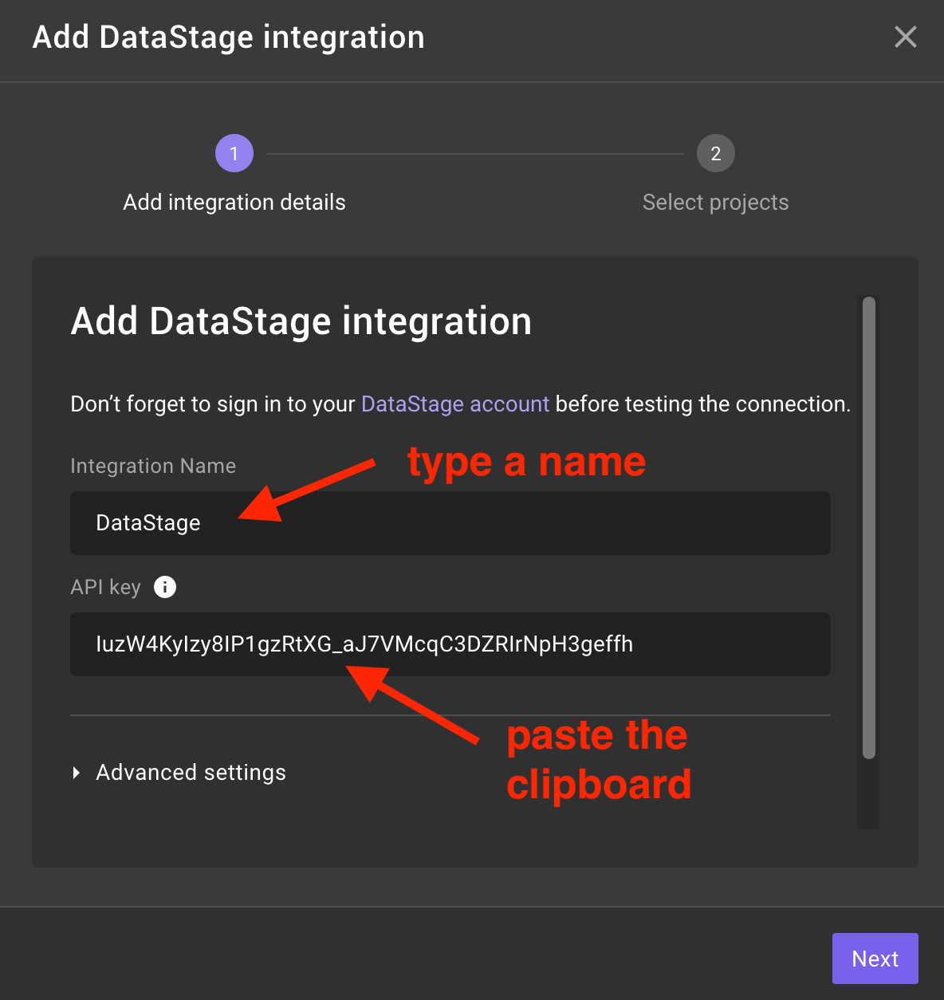 Add DataStage integration
1
2
Add integration details
Select projects
Add DataStage integration
Don’t forget to sign in to your DataStage account before testing the connection.
Integration Name
type a name
DataStage
API key
IuzW4KyIzy8IP1gzRtXG_aJ7VMcqC3DZRIrNpH3geffh
paste the
clipboard
Advanced settings
Next